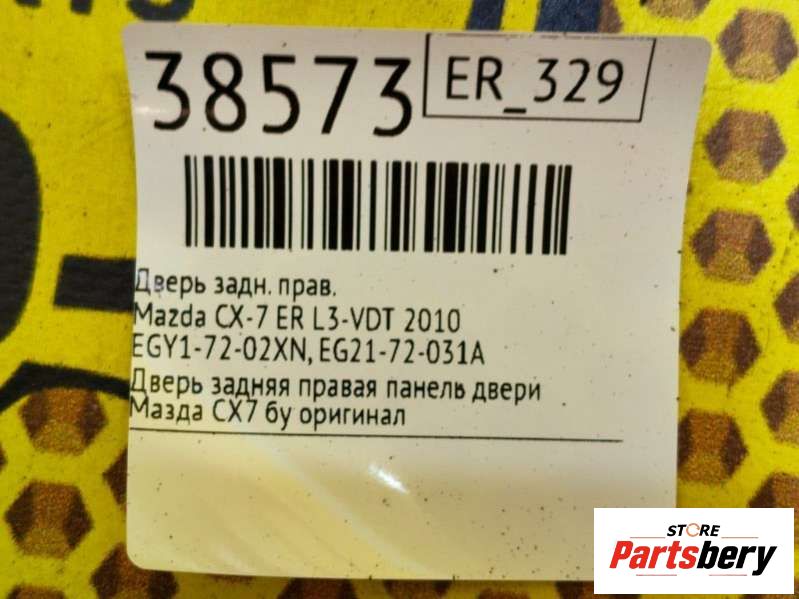 38573
ER_329
Дверь задн. прав.
Mazda CX-7 ER L3-VDT 2010
EGY1-72-02XN, EG21-72-031A
Дверь задняя правая панель двери
Мазда СХ7 бу оригинал
STORE
Partsbery